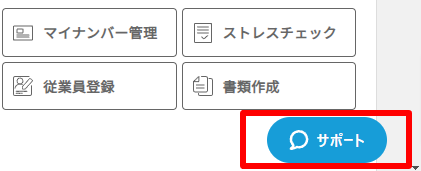 マイナンバー管理
ストレスチェック
従業員登録
書類作成
サポート